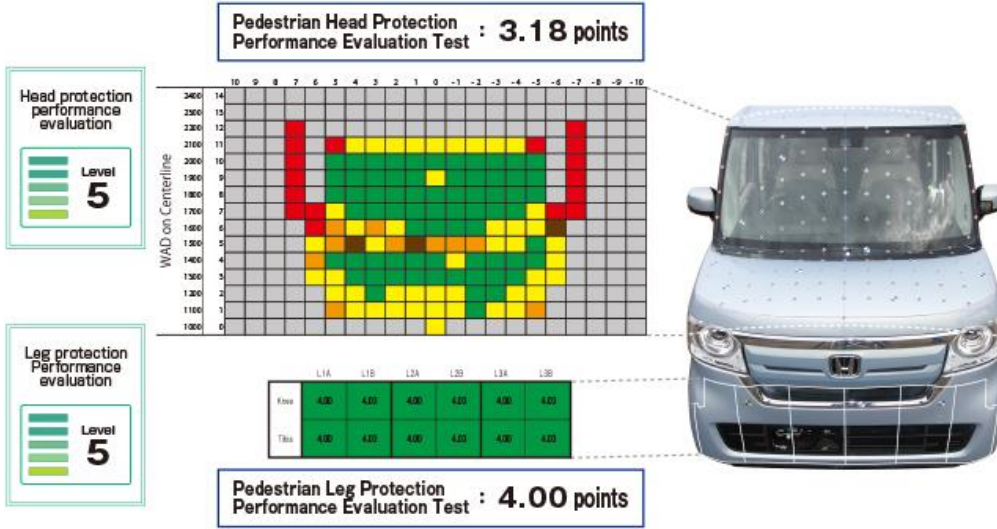 Pedestrian Head Protection
Performance Evaluation Test : 3.18 points
10 9 8 7 6 5 4 3 2 1 0 -1 -2 -3 -4 -5 -6 -7 -8 -9 -10
Head protection
performance
evaluation
Level
5
WAD on Centerline
2400 14
2300 13
2200 12
2100 11
2000 10
1900 9
1800 8
1700 7
1600 6
1500 5
1400 4
1300 3
1200 2
1100 1
1000 0
Leg protection
Performance
evaluation
Level
5
L1A L1B L2A L2B L3A L3B
Knee 4.00 4.00 4.00 4.00 4.00 4.00
Tibia 4.00 4.00 4.00 4.00 4.00 4.00
Pedestrian Leg Protection
Performance Evaluation Test : 4.00 points